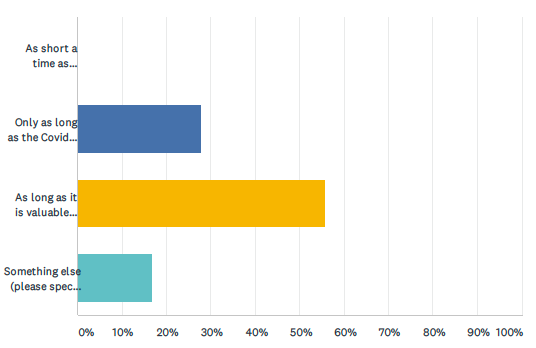 As short a
time as...
Only as long
as the Covid...
As long as it
is valuable...
Something else
(please spec...
0% 10% 20% 30% 40% 50% 60% 70% 80% 90% 100%